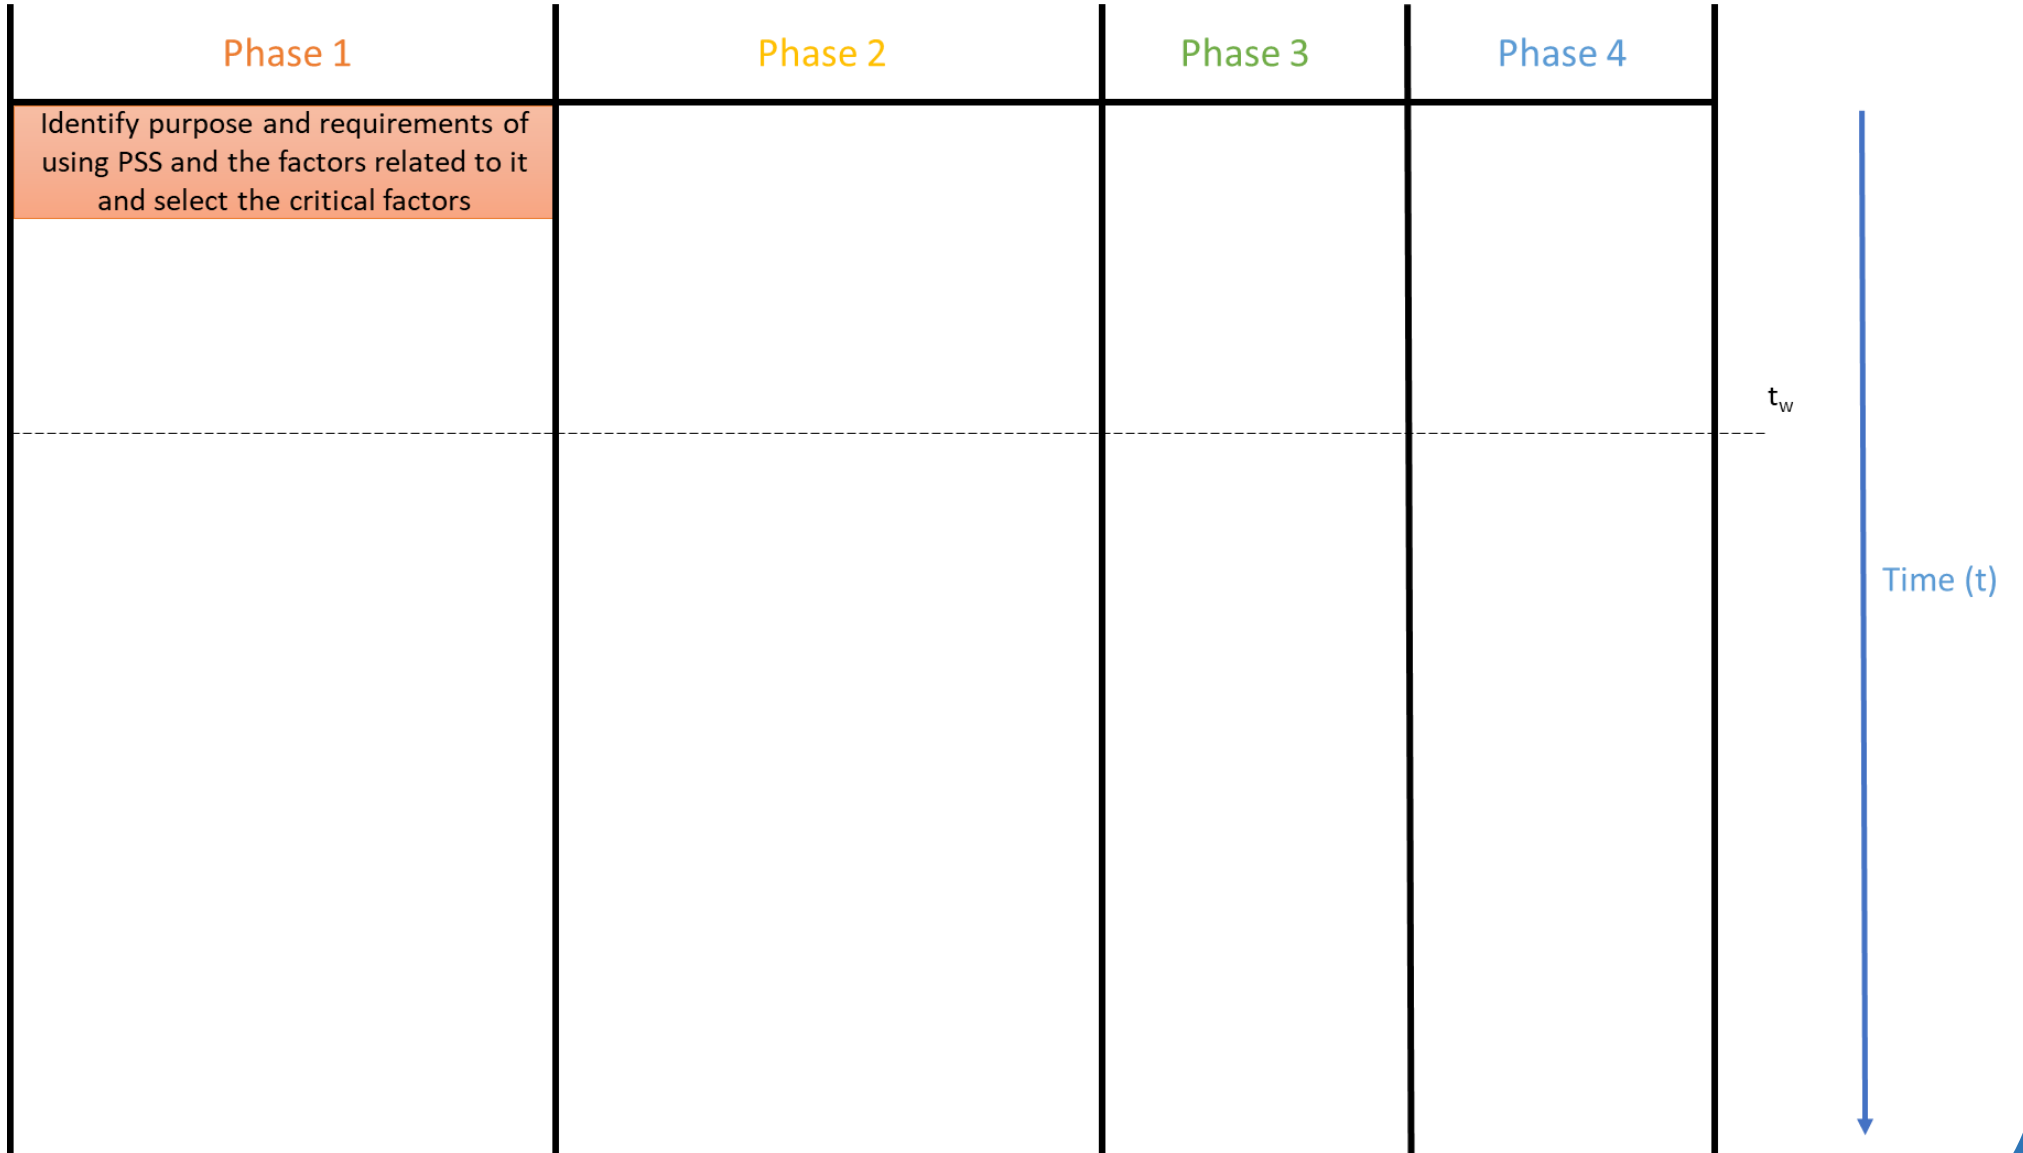 Phase 1
Phase 2
Phase 3
Phase 4
Identify purpose and requirements of
using PSS and the factors related to it
and select the critical factors
tw
Time (t)